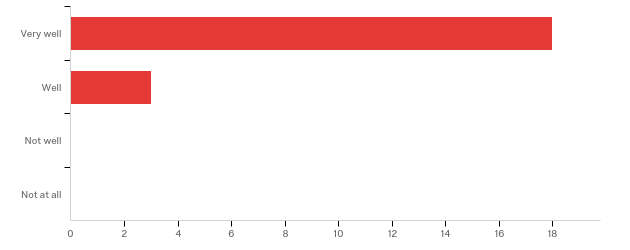 Very well
Well
Not well
Not at all
0 2 4 6 8 10 12 14 16 18